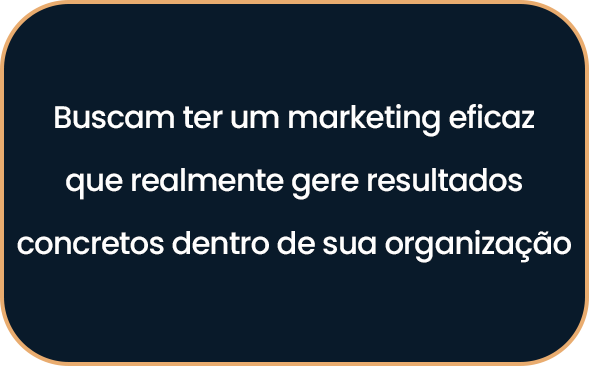 Buscam ter um marketing eficaz
que realmente gere resultados
concretos dentro de sua organização